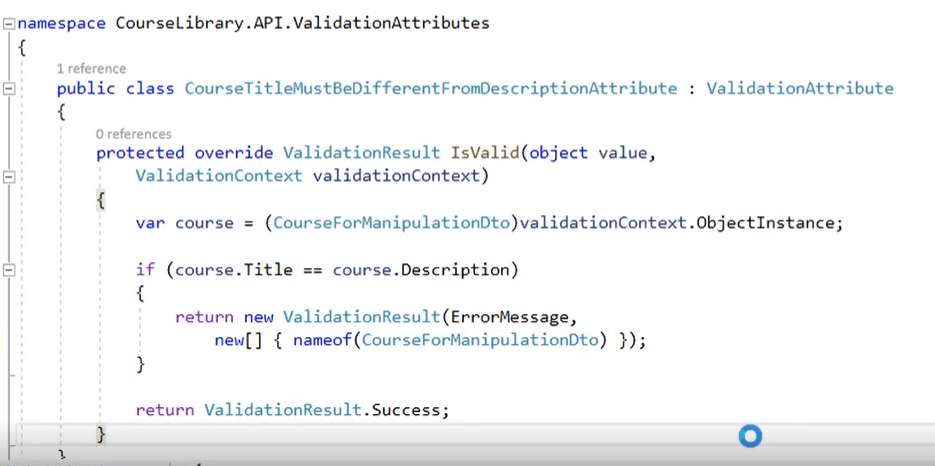 namespace CourseLibrary.API.ValidationAttributes
{
1 reference
public class CourseTitleMustBeDifferentFromDescriptionAttribute : ValidationAttribute
{
0 references
protected override ValidationResult IsValid(object value,
ValidationContext validationContext)
{
var course = (CourseForManipulationDto)validationContext.ObjectInstance;
if (course.Title == course.Description)
{
return new ValidationResult(ErrorMessage,
new[] { nameof(CourseForManipulationDto) });
}
return ValidationResult.Success;
}
}